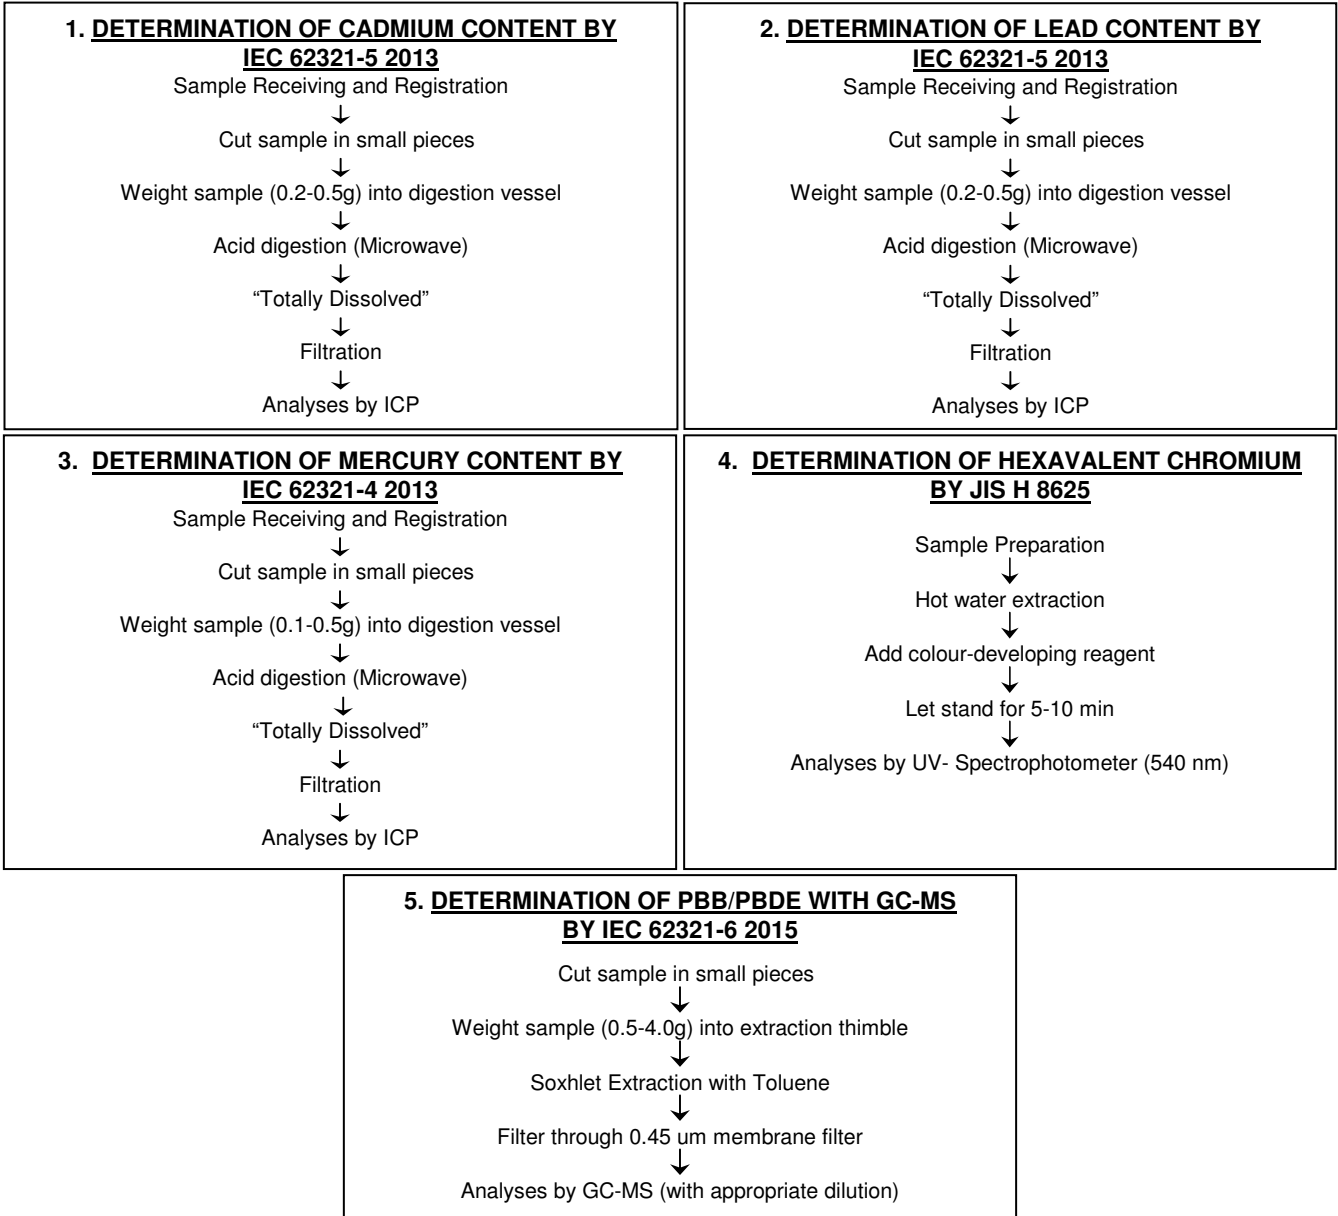 1. DETERMINATION OF CADMIUM CONTENT BY
IEC 62321-5 2013
Sample Receiving and Registration
Cut sample in small pieces
Weight sample (0.2-0.5g) into digestion vessel
Acid digestion (Microwave)
“Totally Dissolved”
Filtration
Analyses by ICP
2. DETERMINATION OF LEAD CONTENT BY
IEC 62321-5 2013
Sample Receiving and Registration
Cut sample in small pieces
Weight sample (0.2-0.5g) into digestion vessel
Acid digestion (Microwave)
“Totally Dissolved”
Filtration
Analyses by ICP
3. DETERMINATION OF MERCURY CONTENT BY
IEC 62321-4 2013
Sample Receiving and Registration
Cut sample in small pieces
Weight sample (0.1-0.5g) into digestion vessel
Acid digestion (Microwave)
“Totally Dissolved”
Filtration
Analyses by ICP
4. DETERMINATION OF HEXAVALENT CHROMIUM
BY JIS H 8625
Sample Preparation
Hot water extraction
Add colour-developing reagent
Let stand for 5-10 min
Analyses by UV- Spectrophotometer (540 nm)
5. DETERMINATION OF PBB/PBDE WITH GC-MS
BY IEC 62321-6 2015
Cut sample in small pieces
Weight sample (0.5-4.0g) into extraction thimble
Soxhlet Extraction with Toluene
Filter through 0.45 um membrane filter
Analyses by GC-MS (with appropriate dilution)